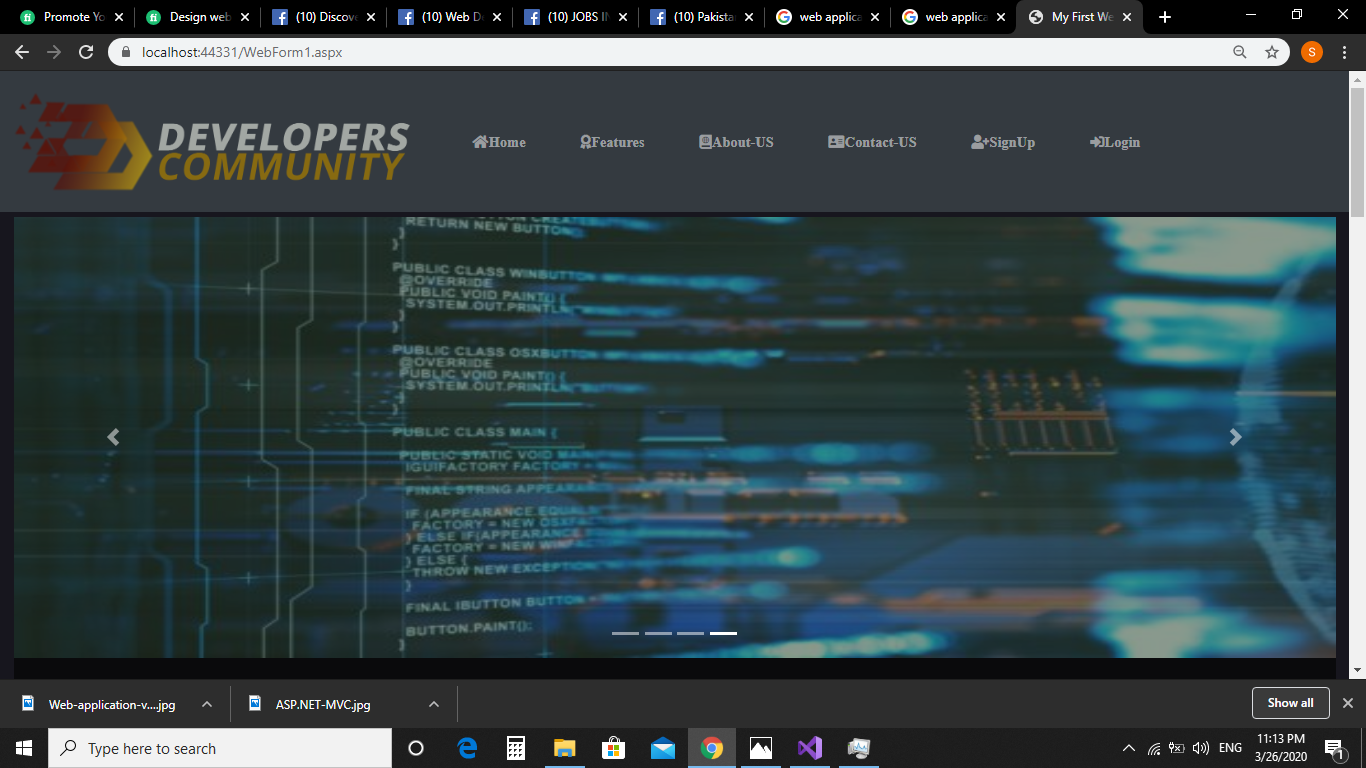 Promote Yo
Design web
(10) Discove
(10) Web De
(10) JOBS IN
(10) Pakista
web applica
web applica
My First We
localhost:44331/WebForm1.aspx
S
DEVELOPERS
COMMUNITY
Home
Features
About-US
Contact-US
SignUp
Login
RETURN NEW BUTTON
}
PUBLIC CLASS WINBUTTON
@OVERRIDE
PUBLIC VOID PAINT() {
SYSTEM.OUT.PRINTLN
}
}
PUBLIC CLASS OSXBUTTON
@OVERRIDE
PUBLIC VOID PAINT() {
SYSTEM.OUT.PRINTLN
}
}
PUBLIC CLASS MAIN {
PUBLIC STATIC VOID MAIN
IGUIFACTORY FACTORY =
FINAL STRING APPEARAN
IF (APPEARANCE.EQUALS
FACTORY = NEW OSXFAC
} ELSE IF(APPEARANCE
FACTORY = NEW WINFA
} ELSE {
THROW NEW EXCEPTION
}
FINAL IBUTTON BUTTON =
BUTTON.PAINT();
}
Web-application-v....jpg
ASP.NET-MVC.jpg
Show all
Type here to search
ENG
11:13 PM
3/26/2020
1